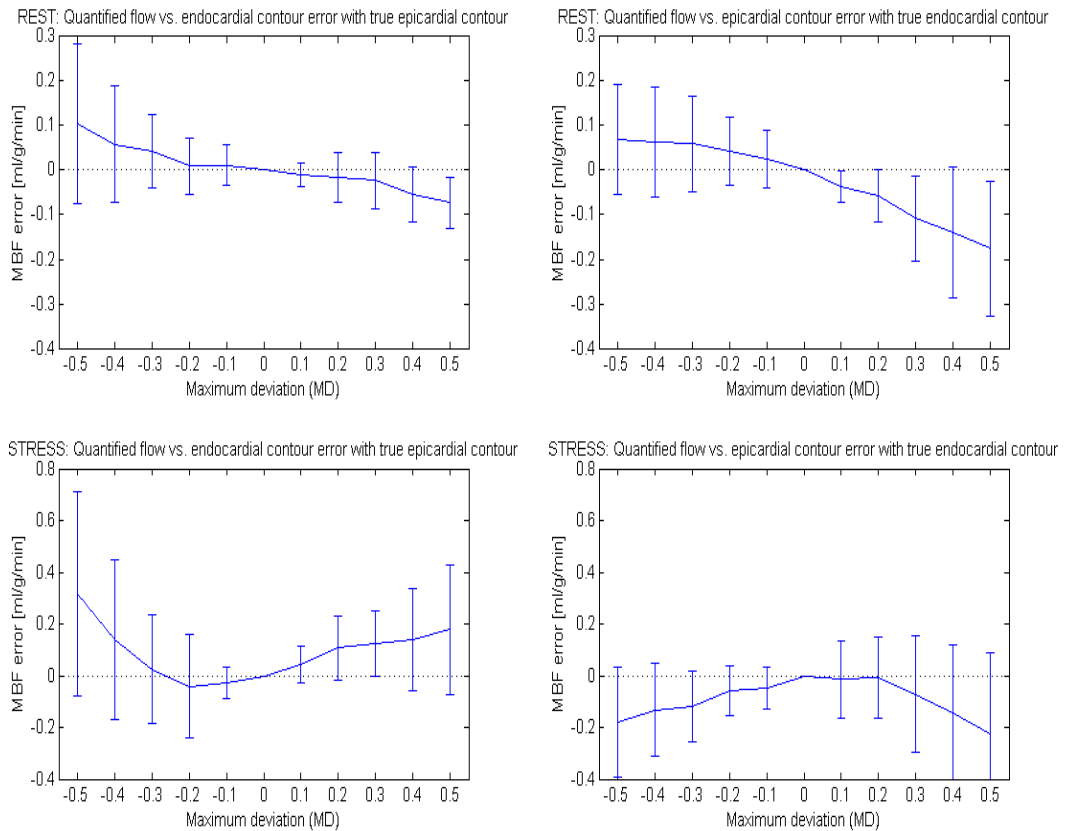 REST: Quantified flow vs. endocardial contour error with true epicardial contour
0.3
0.2
0.1
0
-0.1
-0.2
-0.3
-0.4
MBF error [ml/g/min]
-0.5 -0.4 -0.3 -0.2 -0.1 0 0.1 0.2 0.3 0.4 0.5
Maximum deviation (MD)
REST: Quantified flow vs. epicardial contour error with true endocardial contour
0.3
0.2
0.1
0
-0.1
-0.2
-0.3
-0.4
MBF error [ml/g/min]
-0.5 -0.4 -0.3 -0.2 -0.1 0 0.1 0.2 0.3 0.4 0.5
Maximum deviation (MD)
STRESS: Quantified flow vs. endocardial contour error with true epicardial contour
0.8
0.6
0.4
0.2
0
-0.2
-0.4
MBF error [ml/g/min]
-0.5 -0.4 -0.3 -0.2 -0.1 0 0.1 0.2 0.3 0.4 0.5
Maximum deviation (MD)
STRESS: Quantified flow vs. epicardial contour error with true endocardial contour
0.8
0.6
0.4
0.2
0
-0.2
-0.4
MBF error [ml/g/min]
-0.5 -0.4 -0.3 -0.2 -0.1 0 0.1 0.2 0.3 0.4 0.5
Maximum deviation (MD)